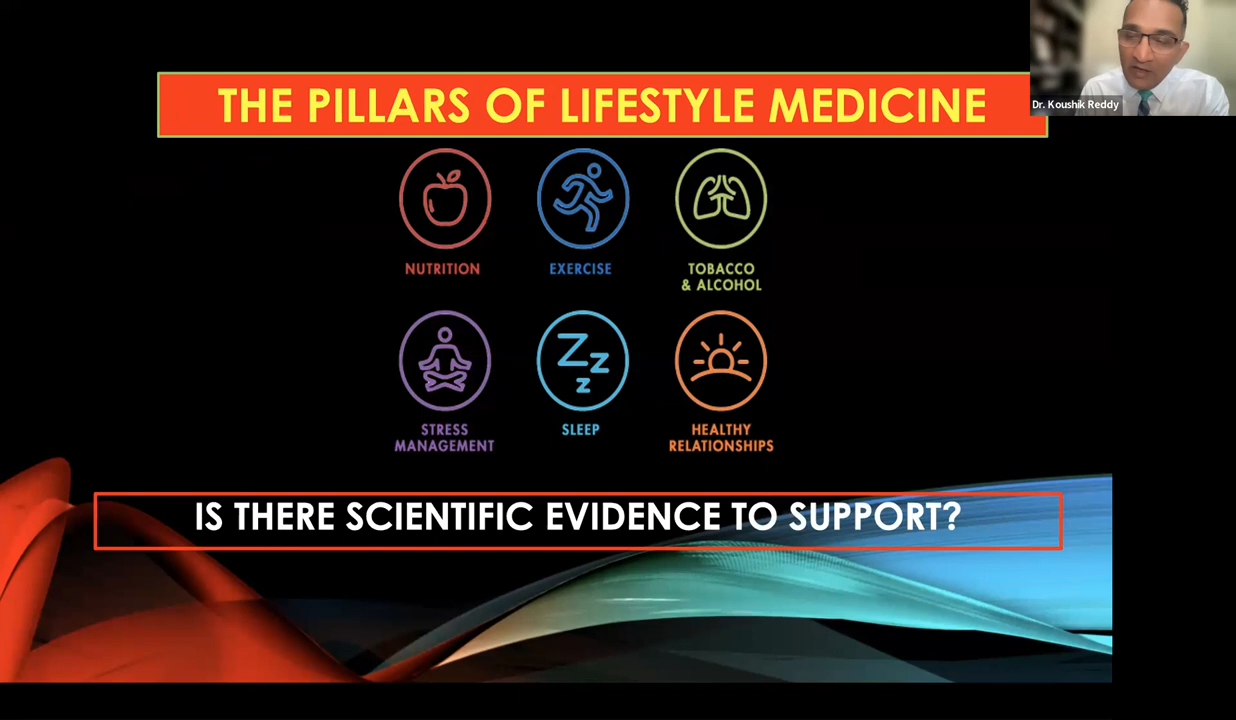 THE PILLARS OF LIFESTYLE MEDICINE
Dr. Koushik Reddy
NUTRITION
EXERCISE
TOBACCO
& ALCOHOL
STRESS
MANAGEMENT
Zzz
SLEEP
HEALTHY
RELATIONSHIPS
IS THERE SCIENTIFIC EVIDENCE TO SUPPORT?